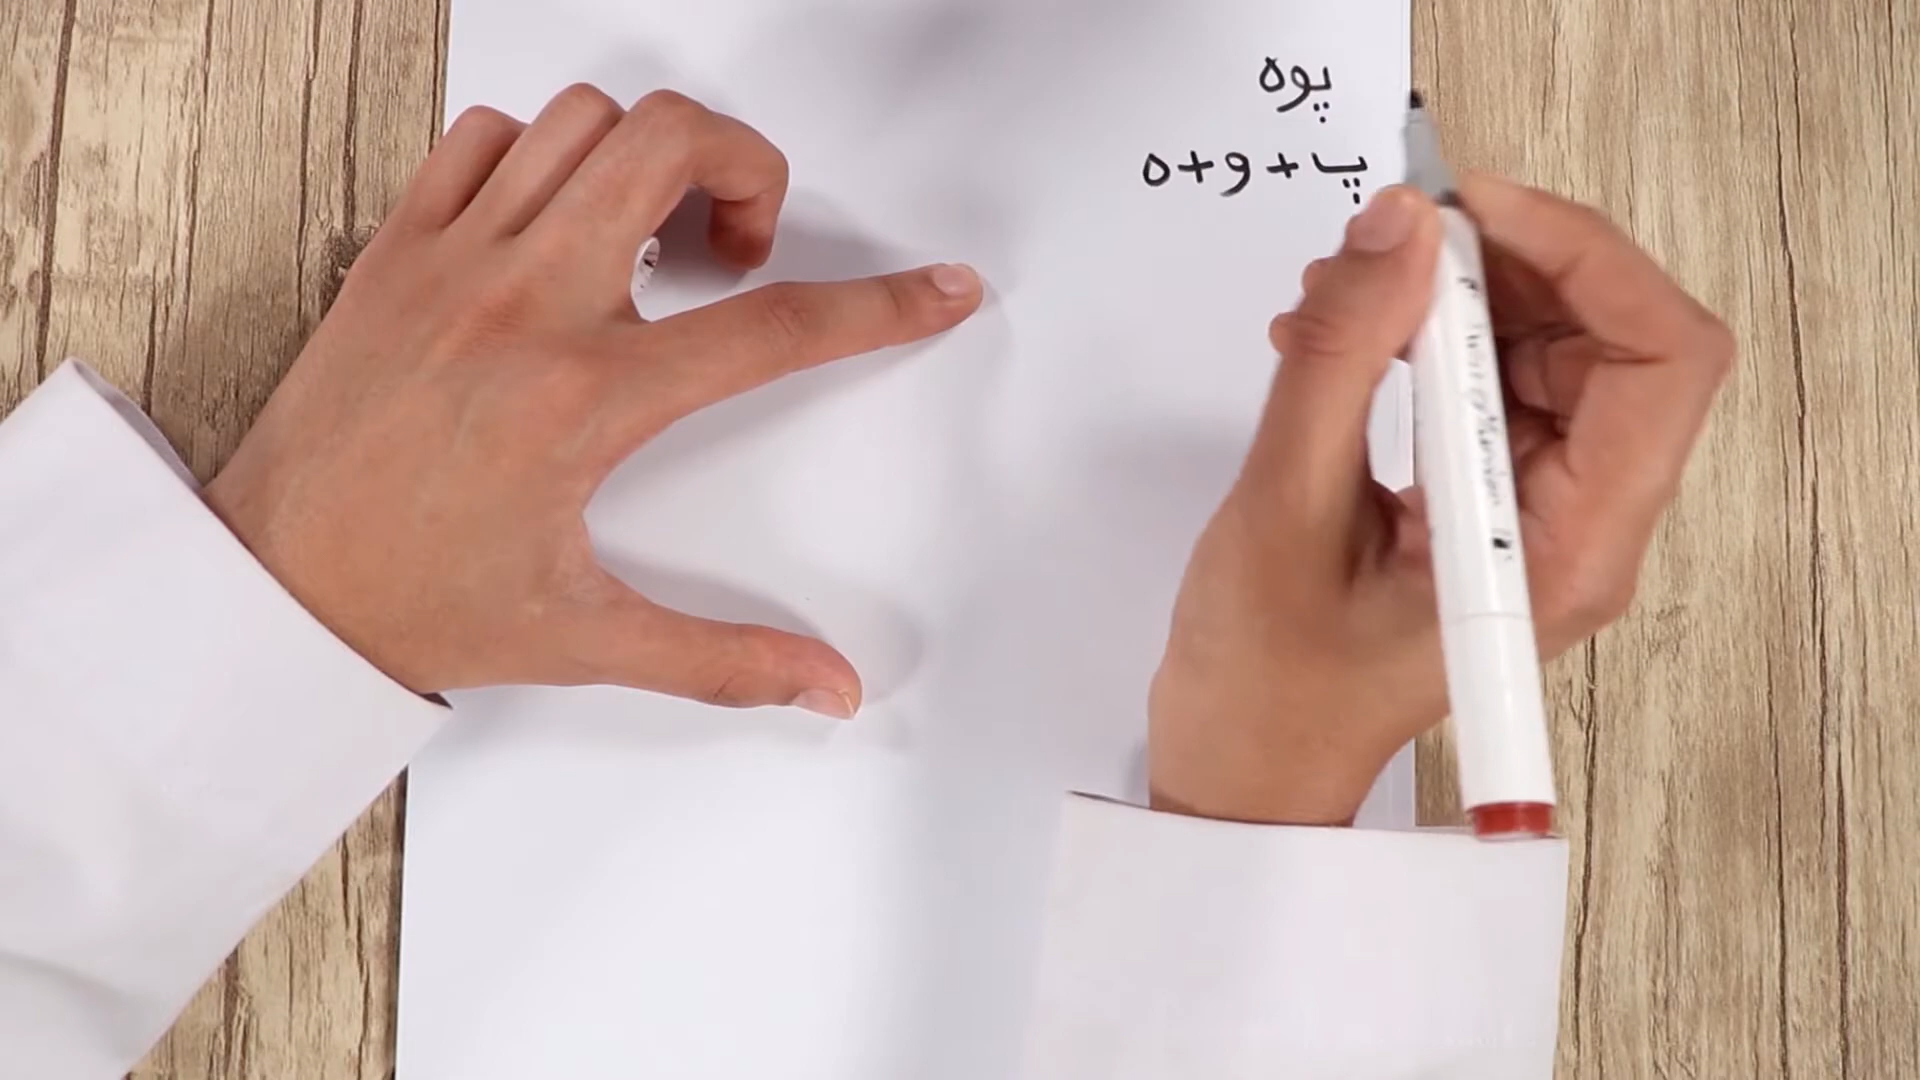 پوه
پ + و + ه